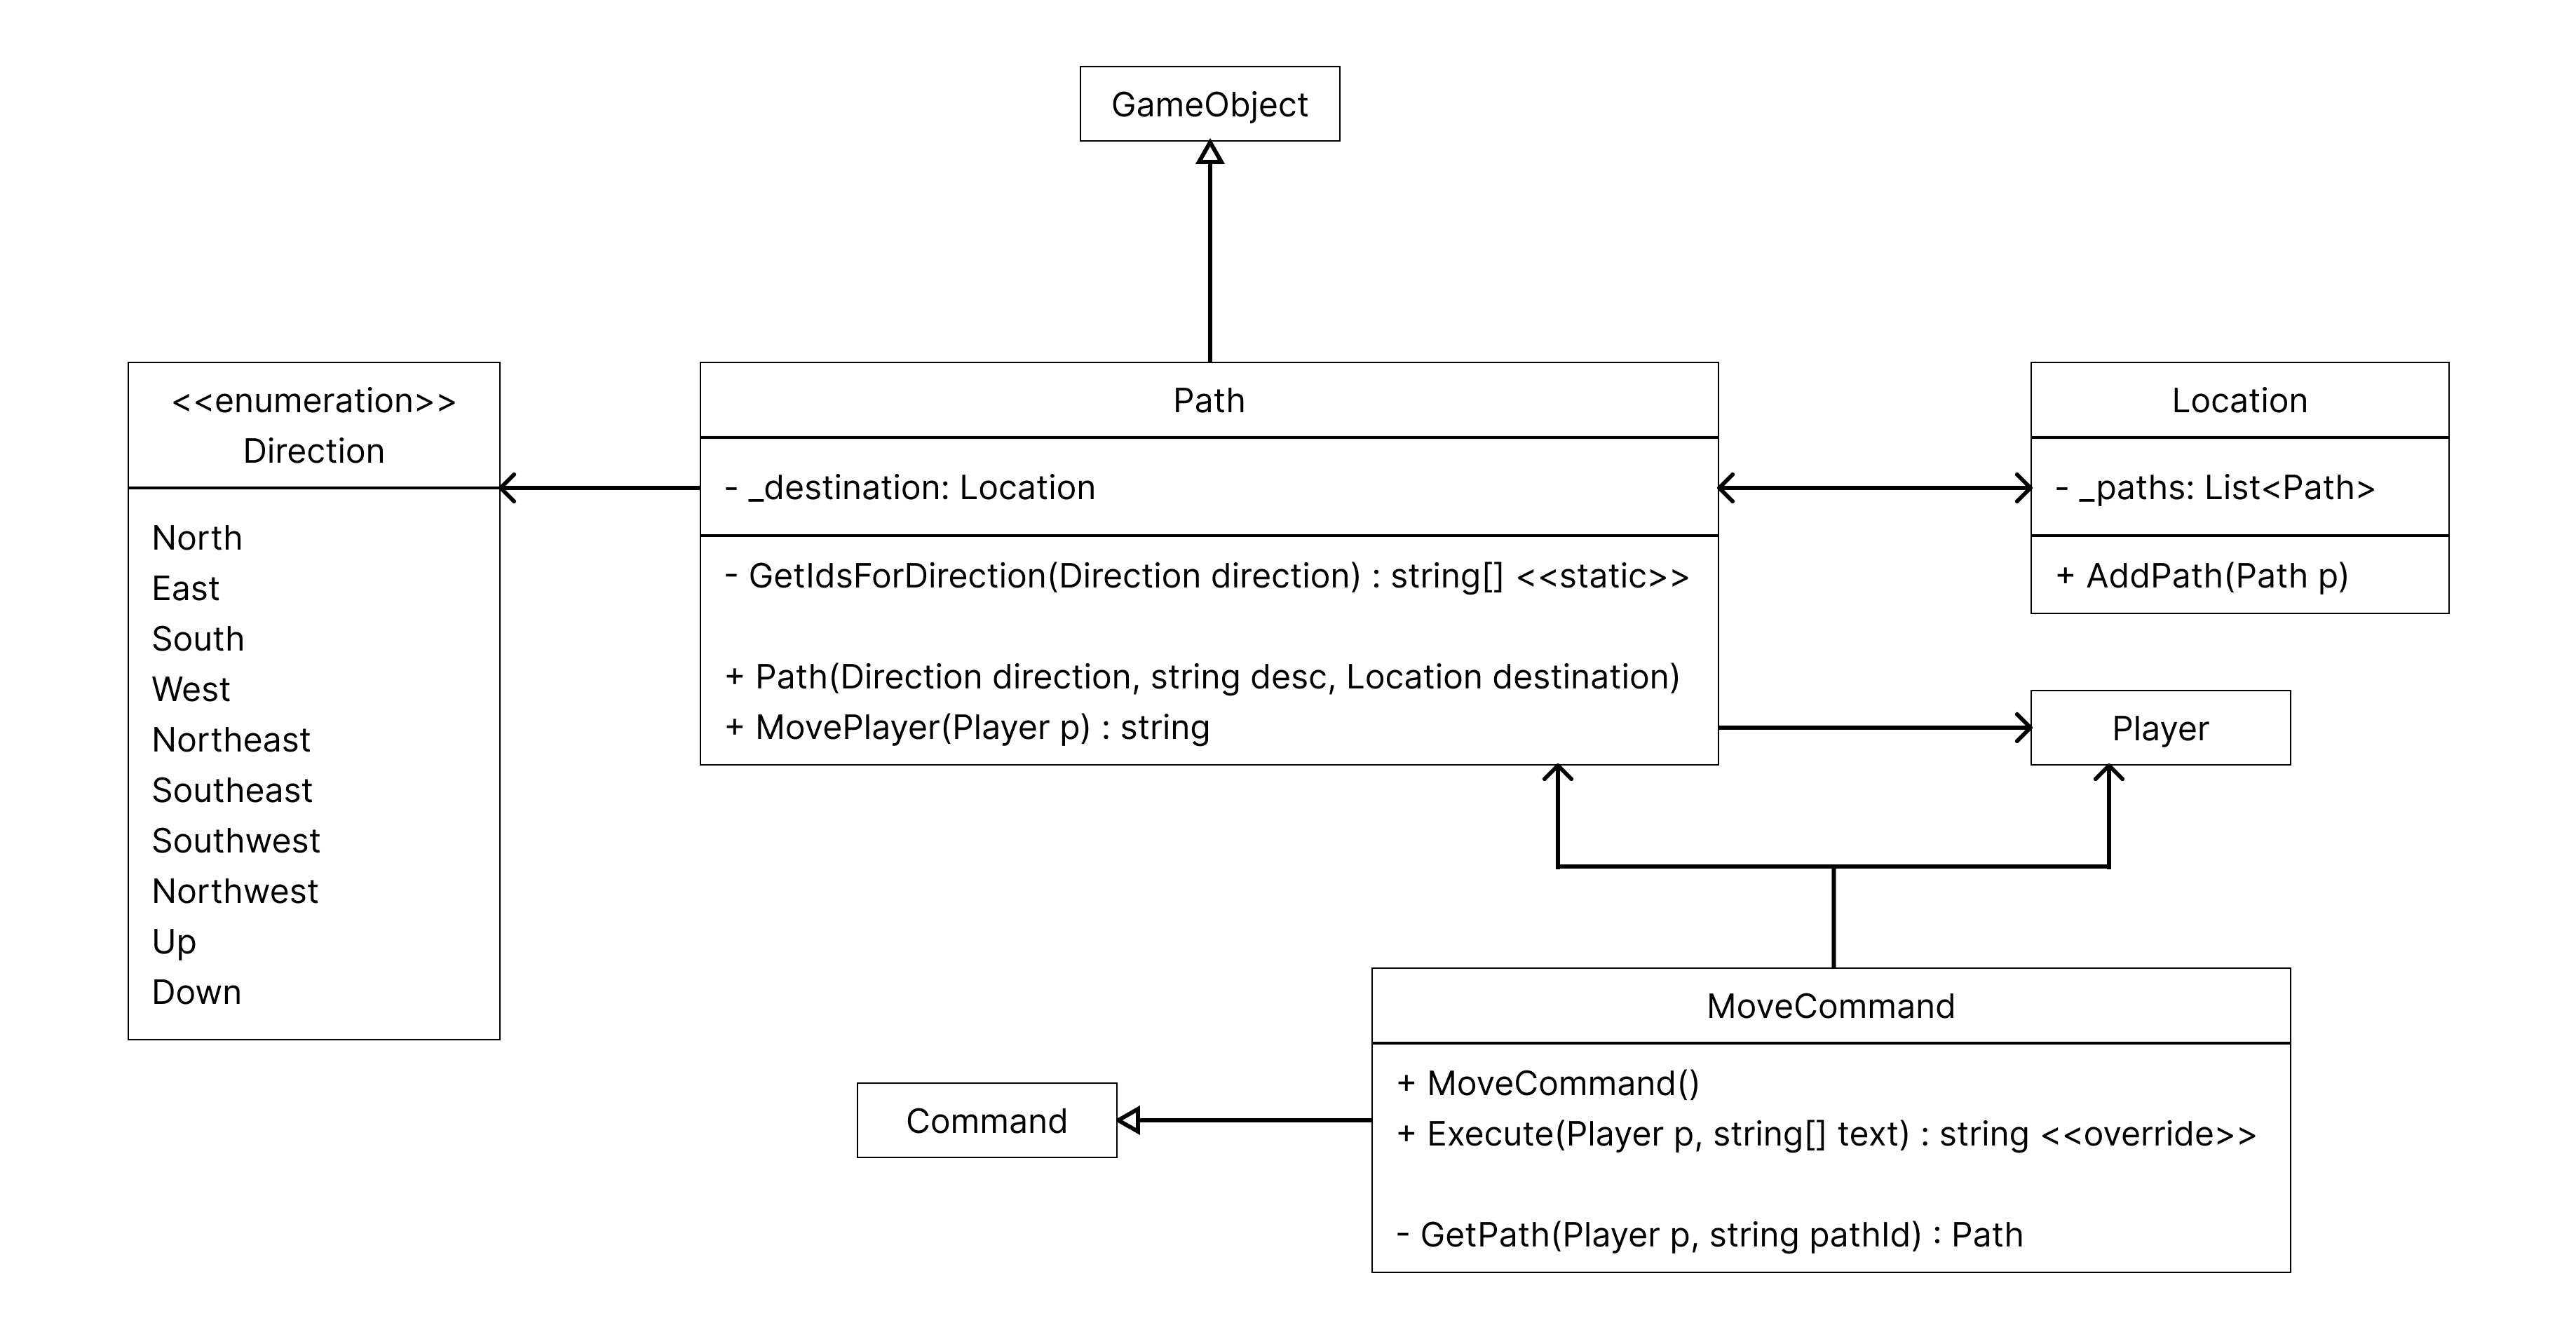 GameObject
<<enumeration>>
Direction
North
East
South
West
Northeast
Southeast
Southwest
Northwest
Up
Down
Path
- _destination: Location
- GetIdsForDirection(Direction direction) : string[] <<static>>
+ Path(Direction direction, string desc, Location destination)
+ MovePlayer(Player p) : string
Location
- _paths: List<Path>
+ AddPath(Path p)
Player
Command
MoveCommand
+ MoveCommand()
+ Execute(Player p, string[] text) : string <<override>>
- GetPath(Player p, string pathId) : Path